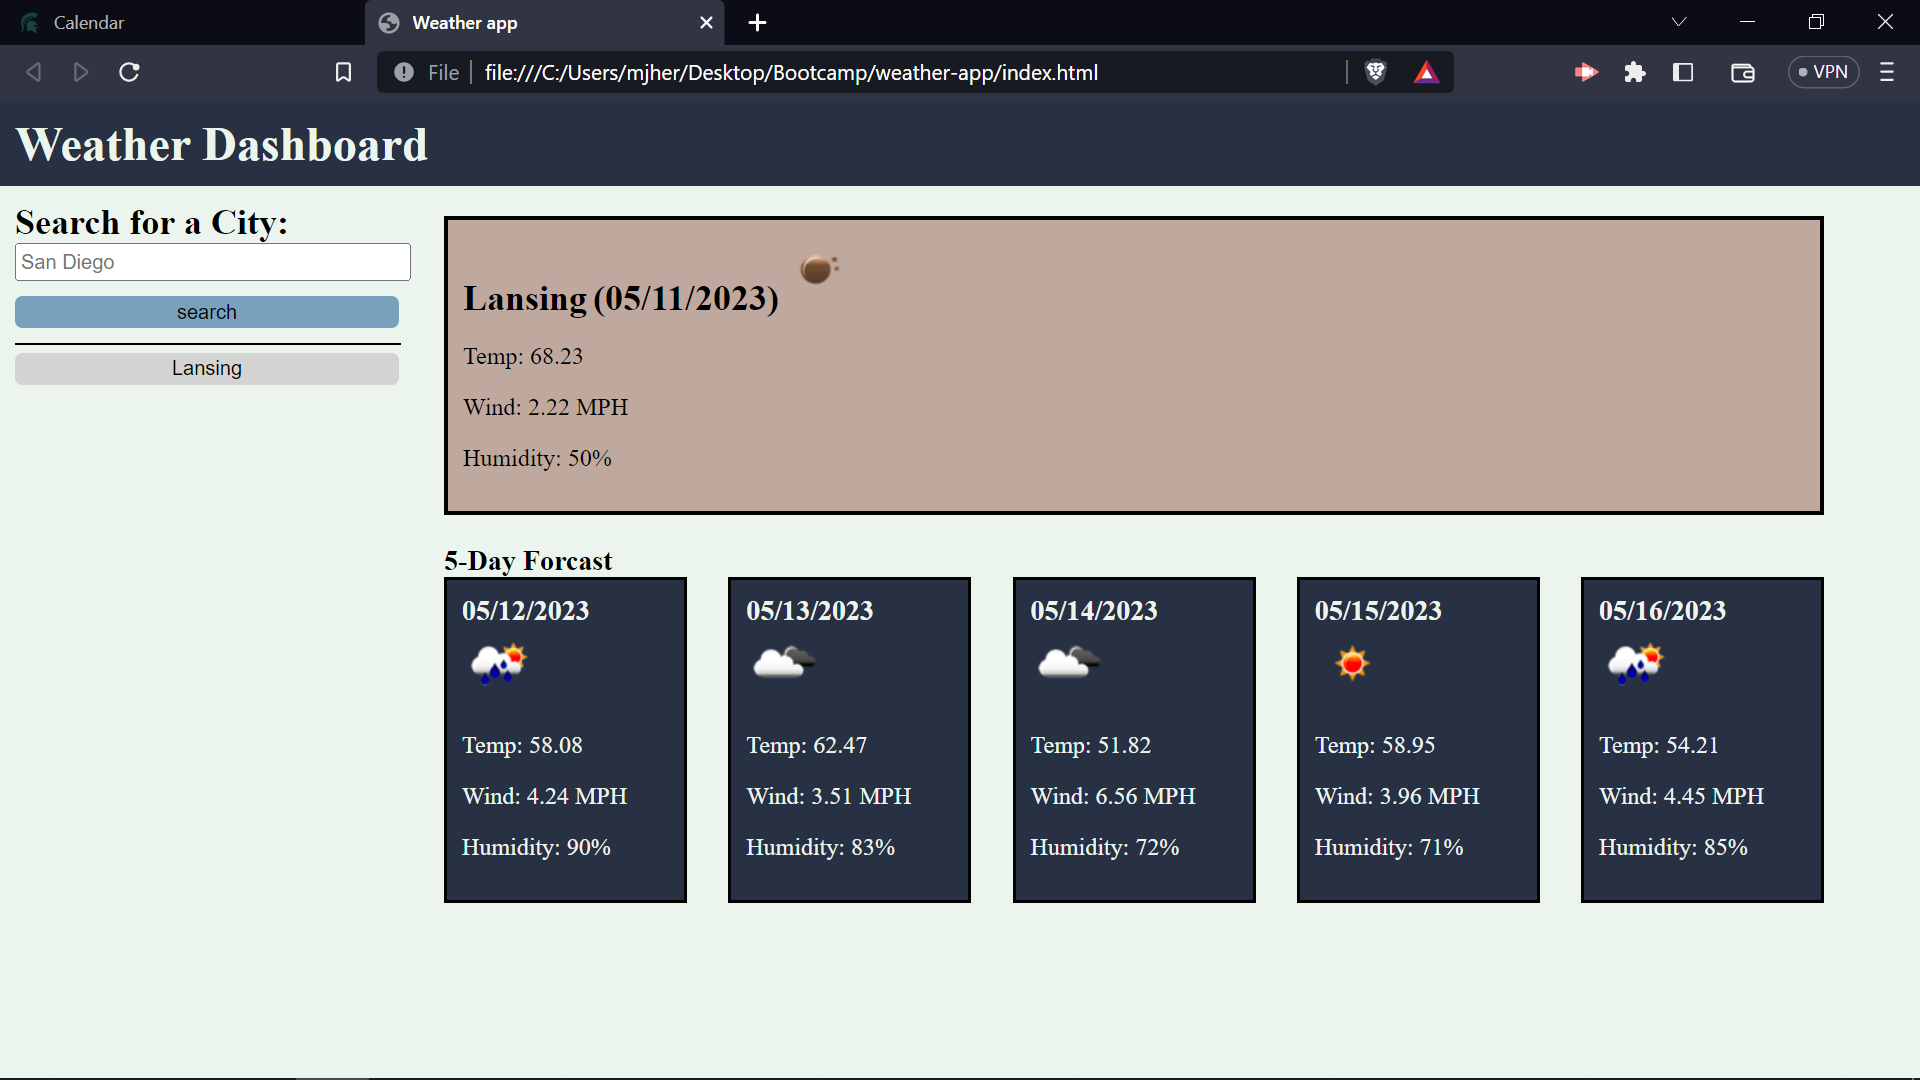 Calendar
Weather app
File
file:///C:/Users/mjher/Desktop/Bootcamp/weather-app/index.html
VPN
Weather Dashboard
Search for a City:
San Diego
search
Lansing
Lansing (05/11/2023)
Temp: 68.23
Wind: 2.22 MPH
Humidity: 50%
5-Day Forcast
05/12/2023
Temp: 58.08
Wind: 4.24 MPH
Humidity: 90%
05/13/2023
Temp: 62.47
Wind: 3.51 MPH
Humidity: 83%
05/14/2023
Temp: 51.82
Wind: 6.56 MPH
Humidity: 72%
05/15/2023
Temp: 58.95
Wind: 3.96 MPH
Humidity: 71%
05/16/2023
Temp: 54.21
Wind: 4.45 MPH
Humidity: 85%